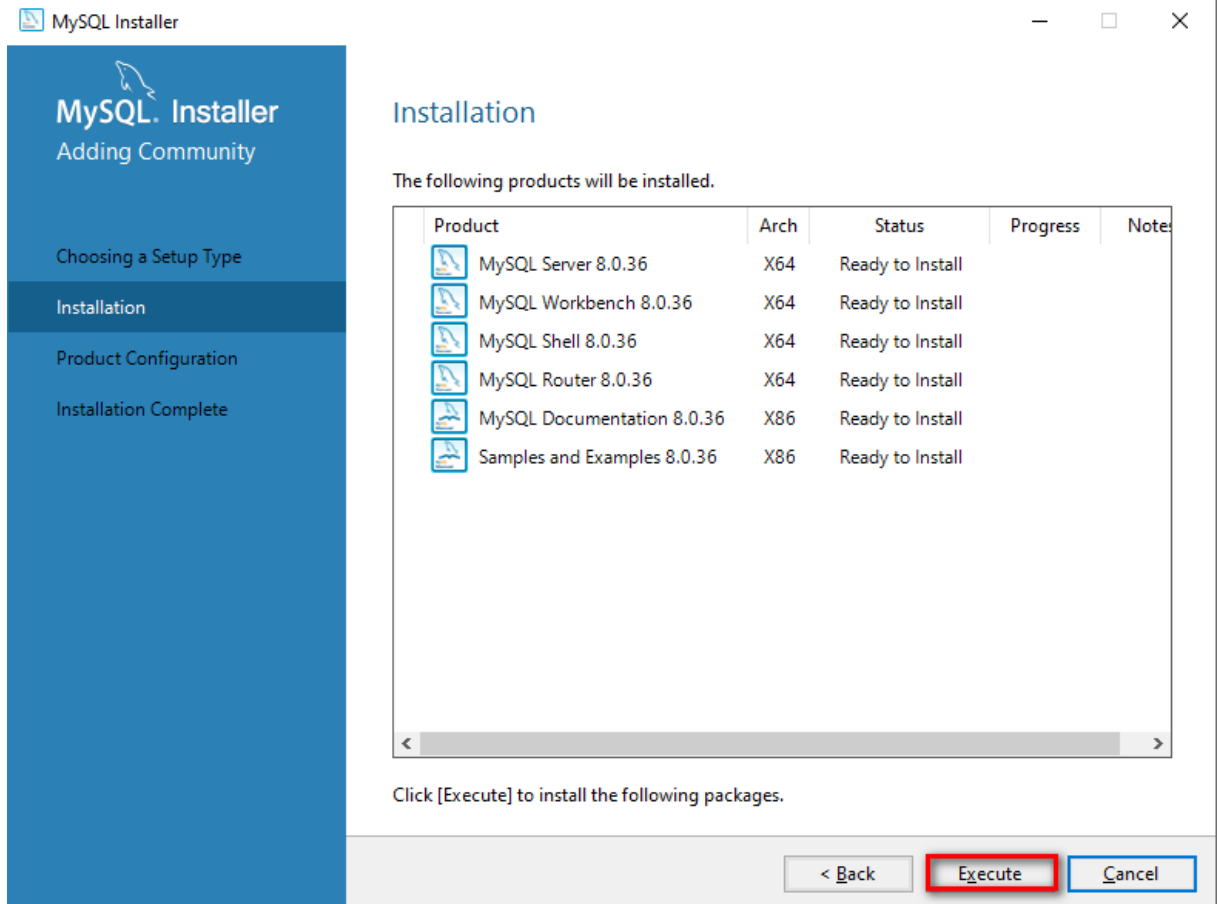 MySQL Installer
MySQL. Installer
Adding Community
Choosing a Setup Type
Installation
Product Configuration
Installation Complete
Installation
The following products will be installed.
Product Arch Status Progress Notes
MySQL Server 8.0.36 X64 Ready to Install
MySQL Workbench 8.0.36 X64 Ready to Install
MySQL Shell 8.0.36 X64 Ready to Install
MySQL Router 8.0.36 X64 Ready to Install
MySQL Documentation 8.0.36 X86 Ready to Install
Samples and Examples 8.0.36 X86 Ready to Install
Click [Execute] to install the following packages.
< Back Execute Cancel